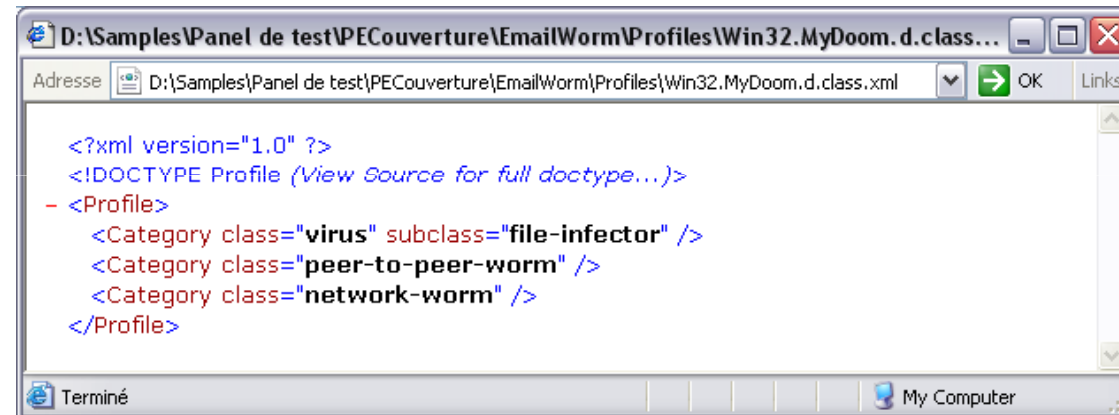 D:\Samples\Panel de test\PECouverture\EmailWorm\Profiles\Win32.MyDoom.d.class...
Adresse D:\Samples\Panel de test\PECouverture\EmailWorm\Profiles\Win32.MyDoom.d.class.xml OK Links
<?xml version="1.0" ?>
<!DOCTYPE Profile (View Source for full doctype...)>
- <Profile>
<Category class="virus" subclass="file-infector" />
<Category class="peer-to-peer-worm" />
<Category class="network-worm" />
</Profile>
Terminé My Computer